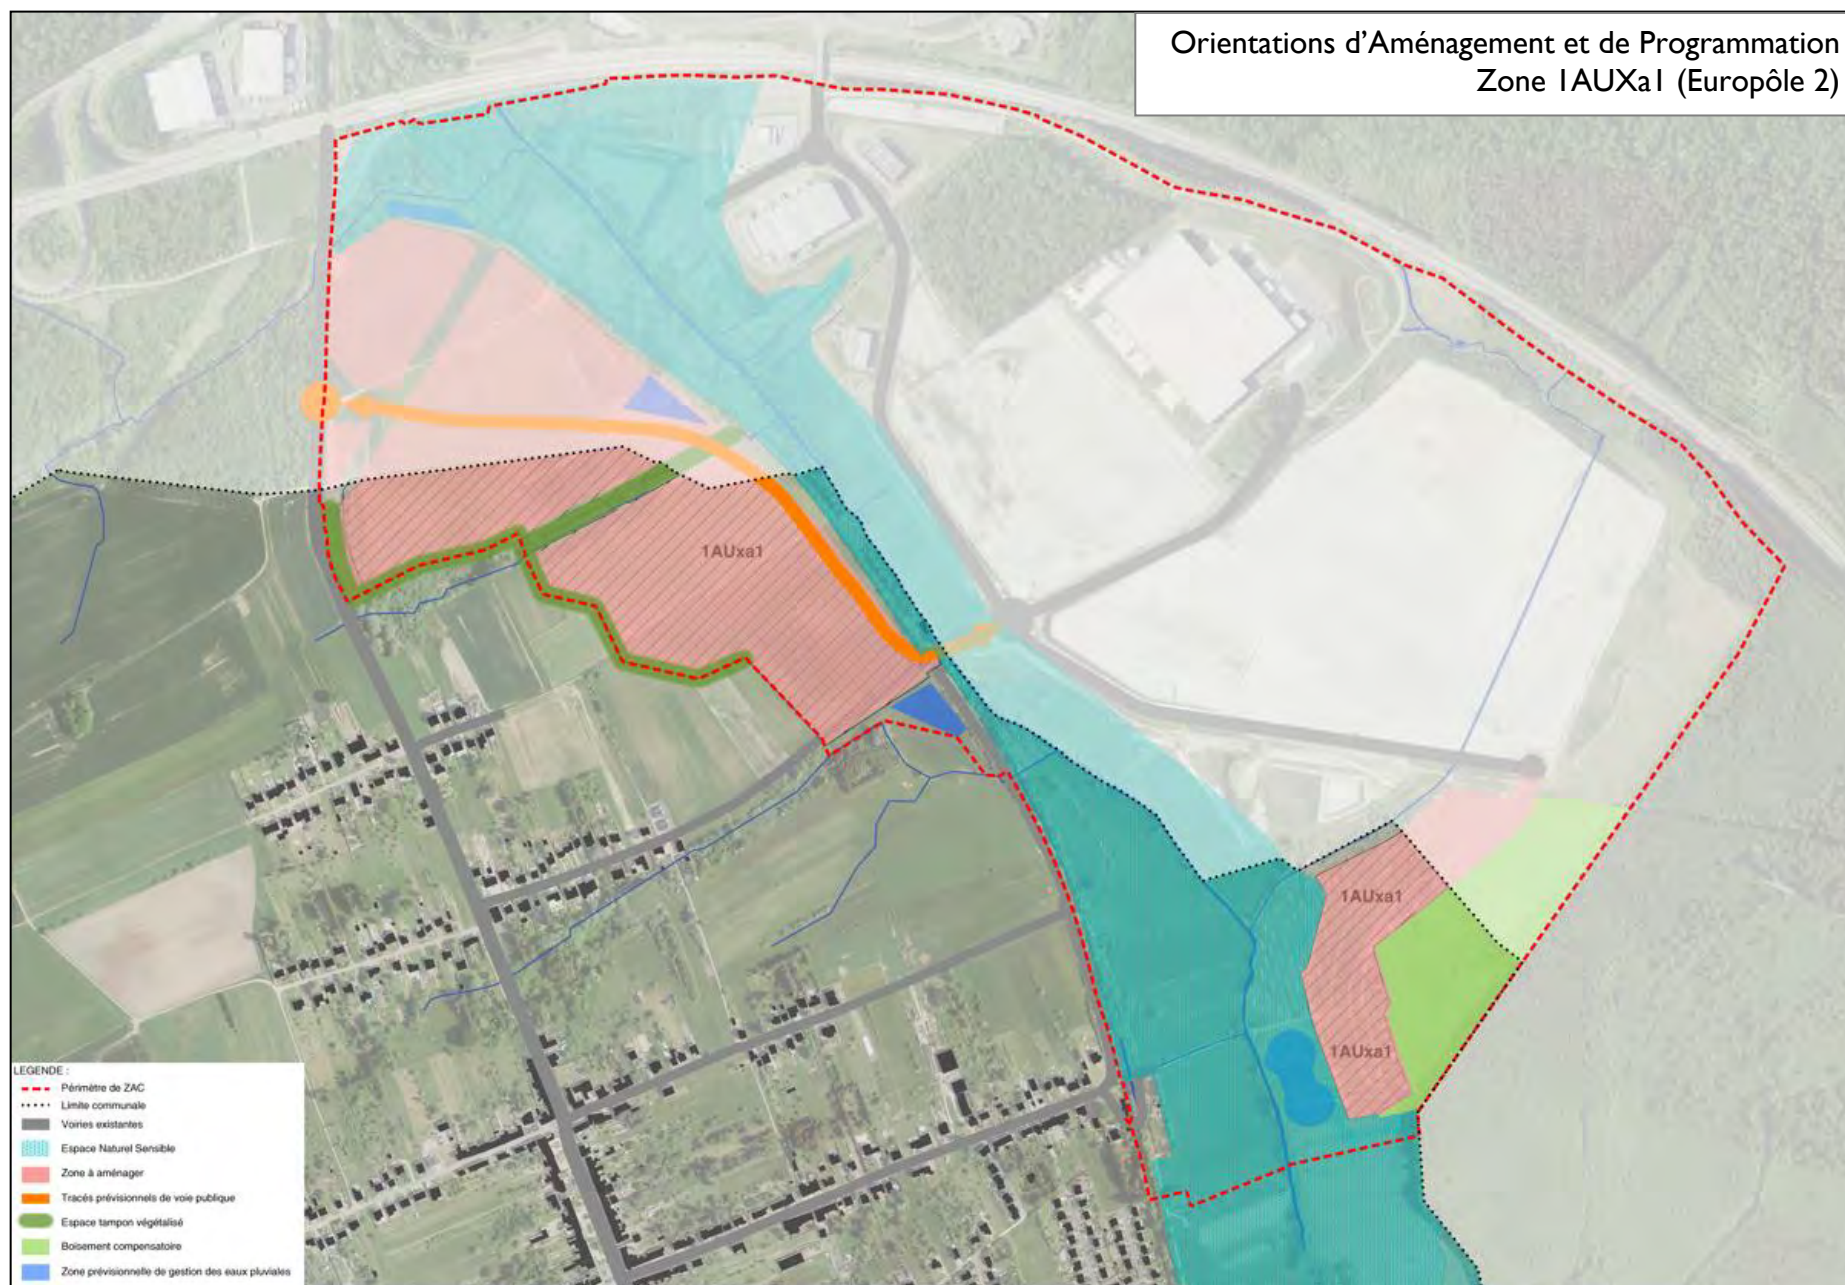 Orientations d'Aménagement et de Programmation
Zone 1AUXa1 (Europôle 2)
1AUxa1
1AUxa1
1AUxa1
LEGENDE :
Périmètre de ZAC
Limite communale
Voiries existantes
Espace Naturel Sensible
Zone à aménager
Tracés prévisionnels de voie publique
Espace tampon végétalisé
Boisement compensatoire
Zone prévisionnelle de gestion des eaux pluviales